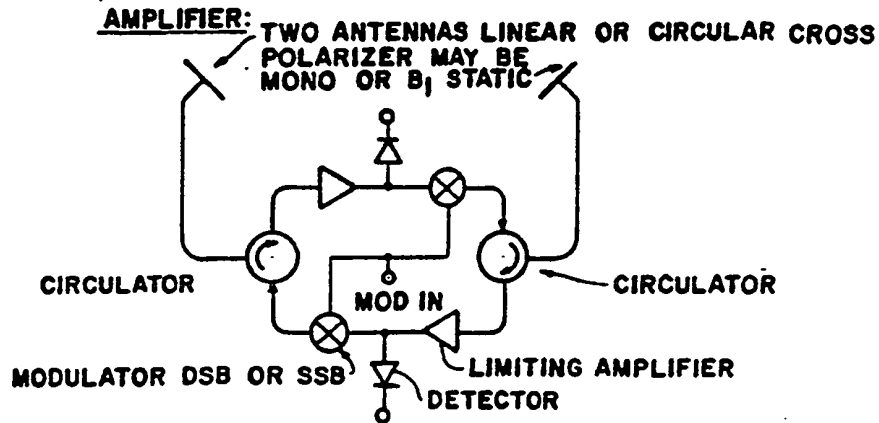 AMPLIFIER:
TWO ANTENNAS LINEAR OR CIRCULAR CROSS
POLARIZER MAY BE
MONO OR BI STATIC
CIRCULATOR
MOD IN
CIRCULATOR
MODULATOR DSB OR SSB
LIMITING AMPLIFIER
DETECTOR